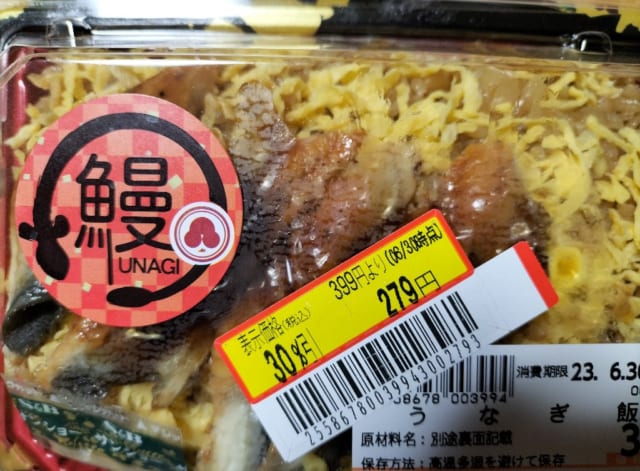 鰻
UNAGI
表示価格(税込) 399円より(06/30時点)
30%引 279円
25586780039943002793
08678 003994
消費期限 23. 6.30
うなぎ 飯
原材料名：別途裏面記載
保存方法：高温多湿を避けて保存